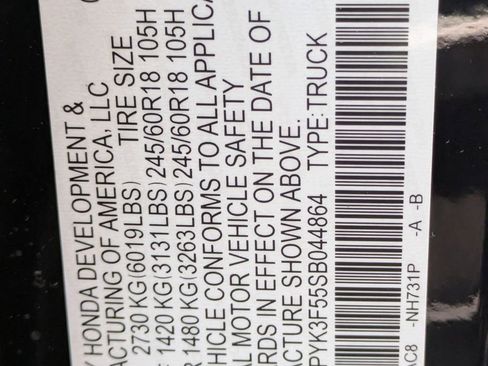 HONDA DEVELOPMENT &
ACTURING OF AMERICA, LLC
2730 KG(6019LBS) TIRE SIZE
1420 KG(3131LBS)245/60R18 105H
1480 KG(3263LBS)245/60R18 105H
HICLE CONFORMS TO ALL APPLICA
AL MOTOR VEHICLE SAFETY
ARDS IN EFFECT ON THE DATE OF
ACTURE SHOWN ABOVE.
PYK3F55SB044864 TYPE: TRUCK
AC8 -NH731P -A -B